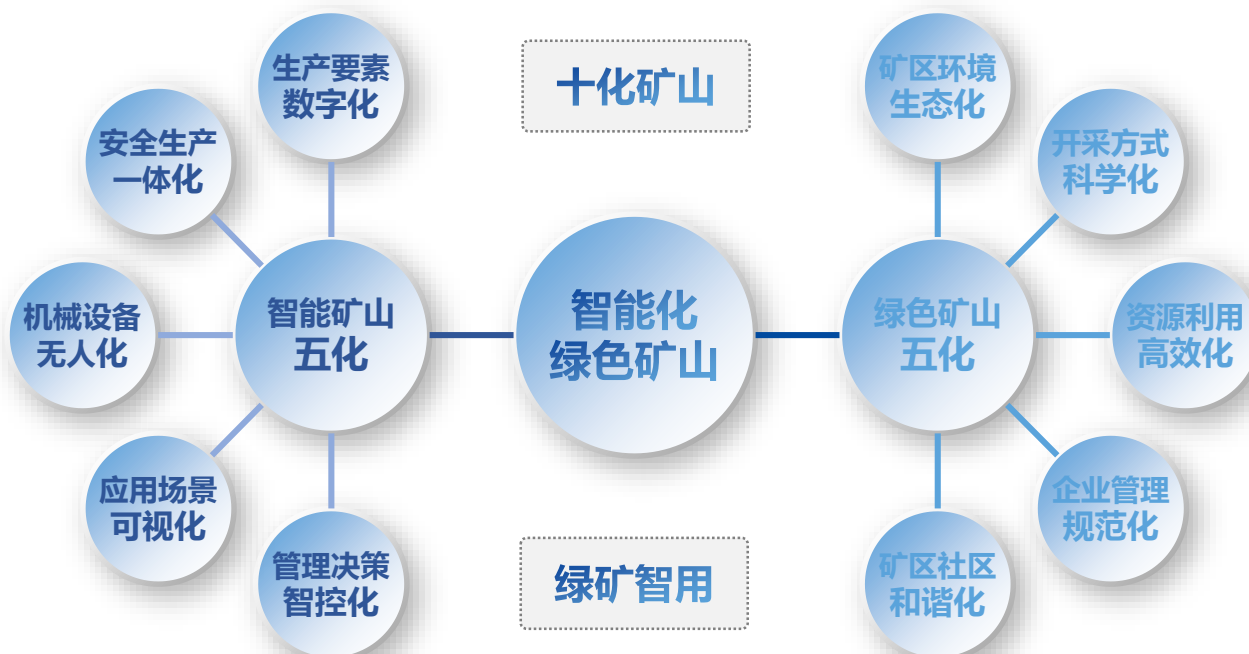 十化矿山
生产要素
数字化
安全生产
一体化
机械设备
无人化
应用场景
可视化
管理决策
智控化
智能矿山
五化
智能化
绿色矿山
绿色矿山
五化
矿区环境
生态化
开采方式
科学化
资源利用
高效化
企业管理
规范化
矿区社区
和谐化
绿矿智用